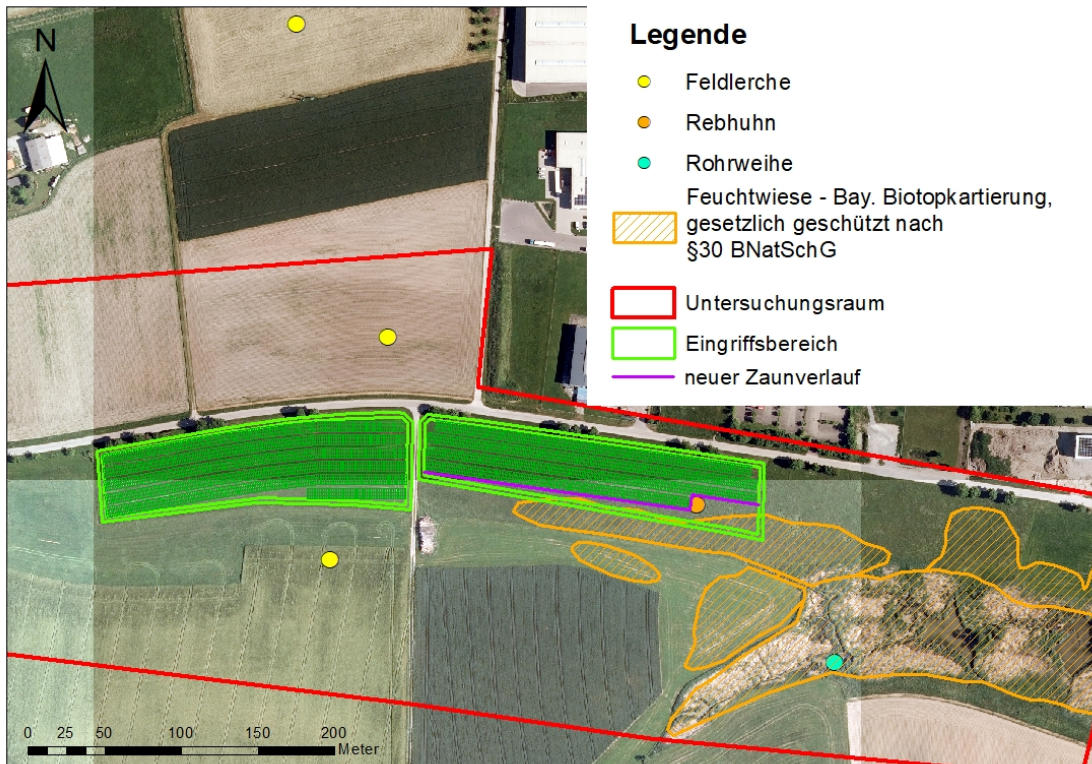 N
Legende
Feldlerche
Rebhuhn
Rohrweihe
Feuchtwiese - Bay. Biotopkartierung,
gesetzlich geschützt nach
§30 BNatSchG
Untersuchungsraum
Eingriffsbereich
neuer Zaunverlauf
0 25 50 100 150 200
Meter